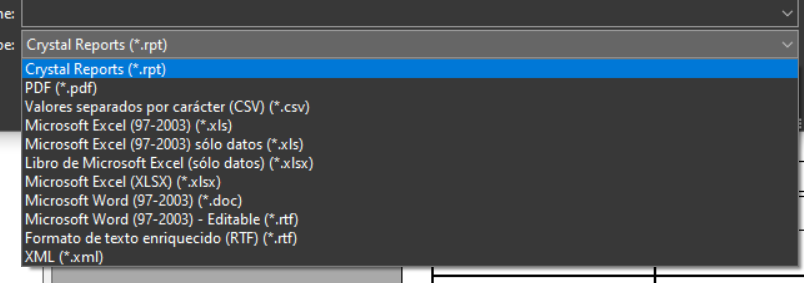 ne:
pe: Crystal Reports (*.rpt)
Crystal Reports (*.rpt)
PDF (*.pdf)
Valores separados por carácter (CSV) (*.csv)
Microsoft Excel (97-2003) (*.xls)
Microsoft Excel (97-2003) sólo datos (*.xls)
Libro de Microsoft Excel (sólo datos) (*.xlsx)
Microsoft Excel (XLSX) (*.xlsx)
Microsoft Word (97-2003) (*.doc)
Microsoft Word (97-2003) - Editable (*.rtf)
Formato de texto enriquecido (RTF) (*.rtf)
XML (*.xml)